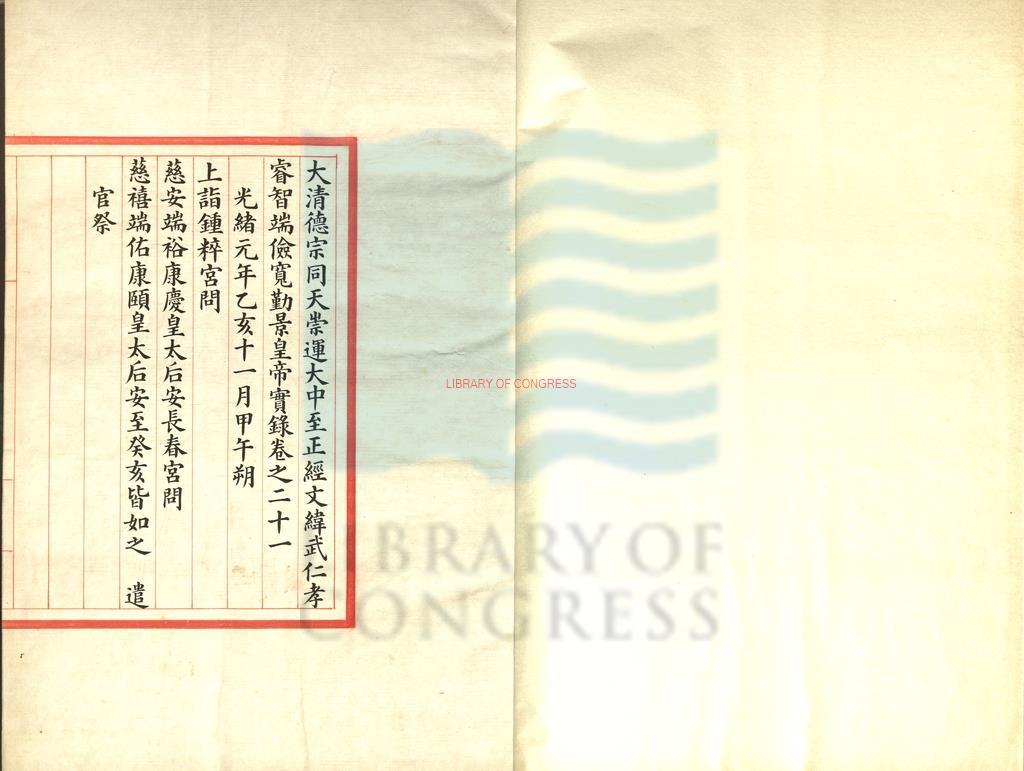 大清德宗同天崇運大中至正經文緯武仁孝
睿智端儉寬勤景皇帝實錄卷之二十一
光緒元年乙亥十一月甲午朔
上詣鍾粹宮問
慈安端裕康慶皇太后安長春宮問
慈禧端佑康頤皇太后安至癸亥皆如之　遣
官祭
LIBRARY OF CONGRESS
LIBRARY OF
CONGRESS